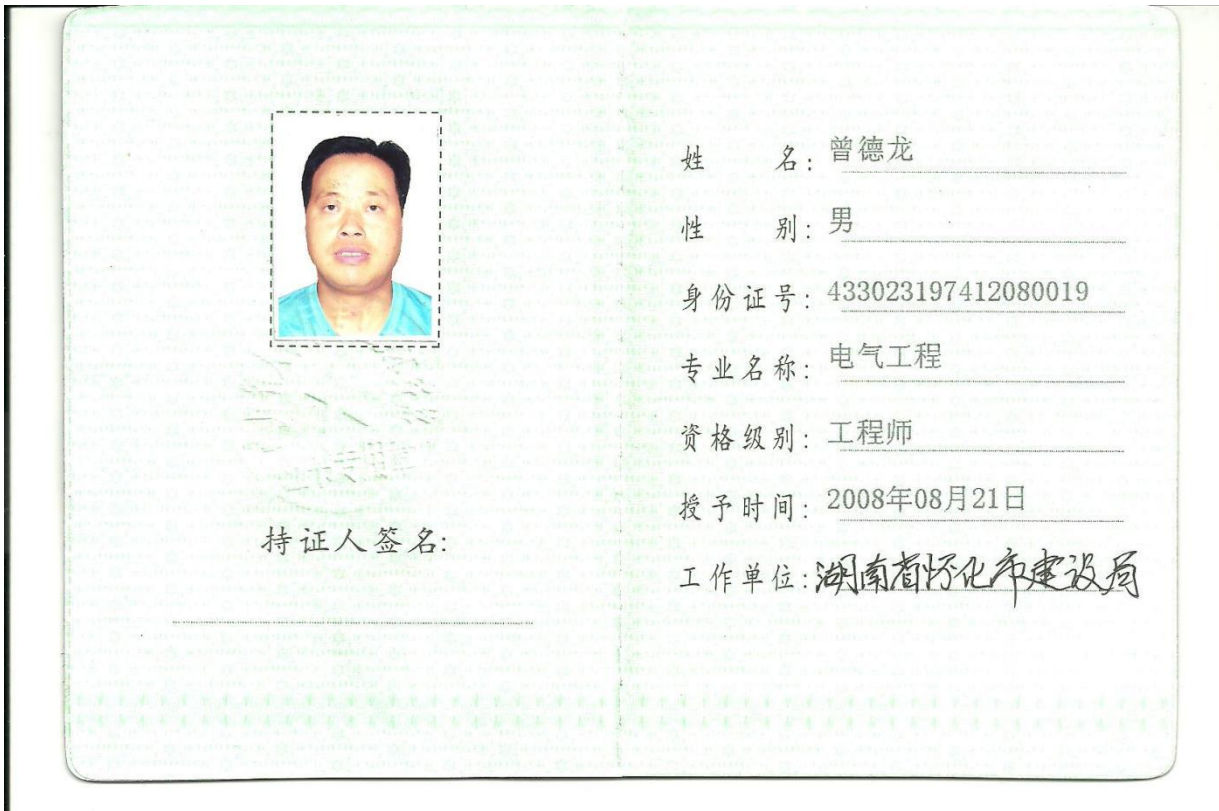 持证人签名:
姓 名: 曾德龙
性 别: 男
身份证号: 433023197412080019
专业名称: 电气工程
资格级别: 工程师
授予时间: 2008年08月21日
工作单位: 湖南省怀化市建设局